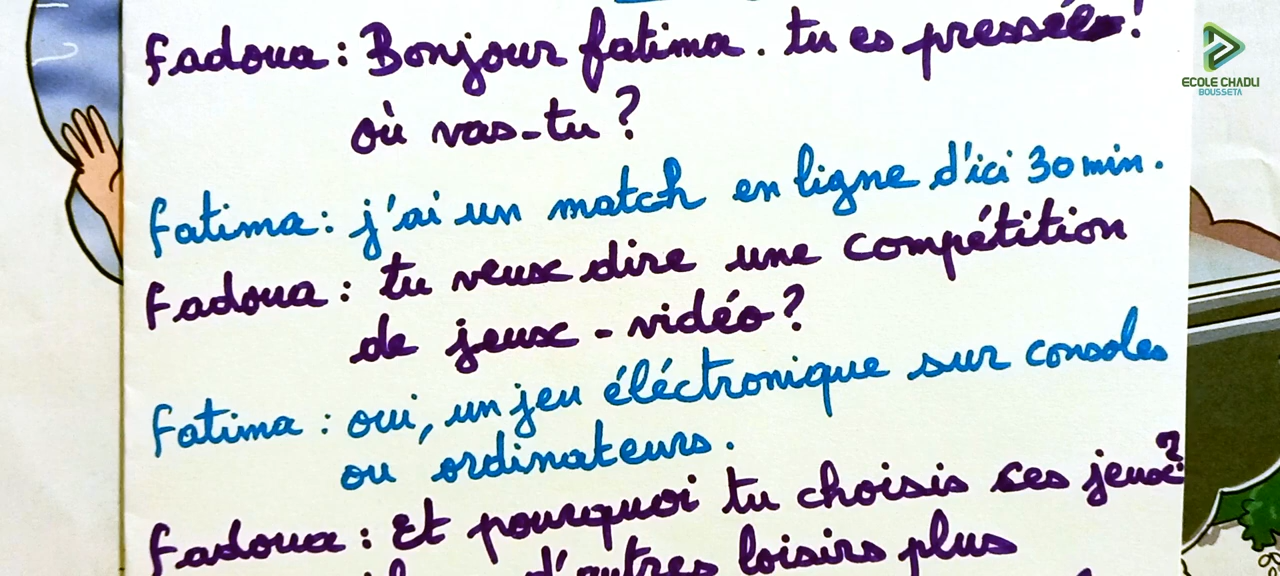 Fadoua : Bonjour fatima. tu es pressée !
où vas-tu ?
fatima : j'ai un match en ligne d'ici 30 min.
Fadoua : tu veux dire une compétition
de jeux-vidéo ?
Fatima : oui, un jeu éléctronique sur consoles
ou ordinateurs.
Fadoua : Et pourquoi tu choisis ces jeux ?
d'autres loisirs plus
ECOLE CHADLI
BOUSSETA